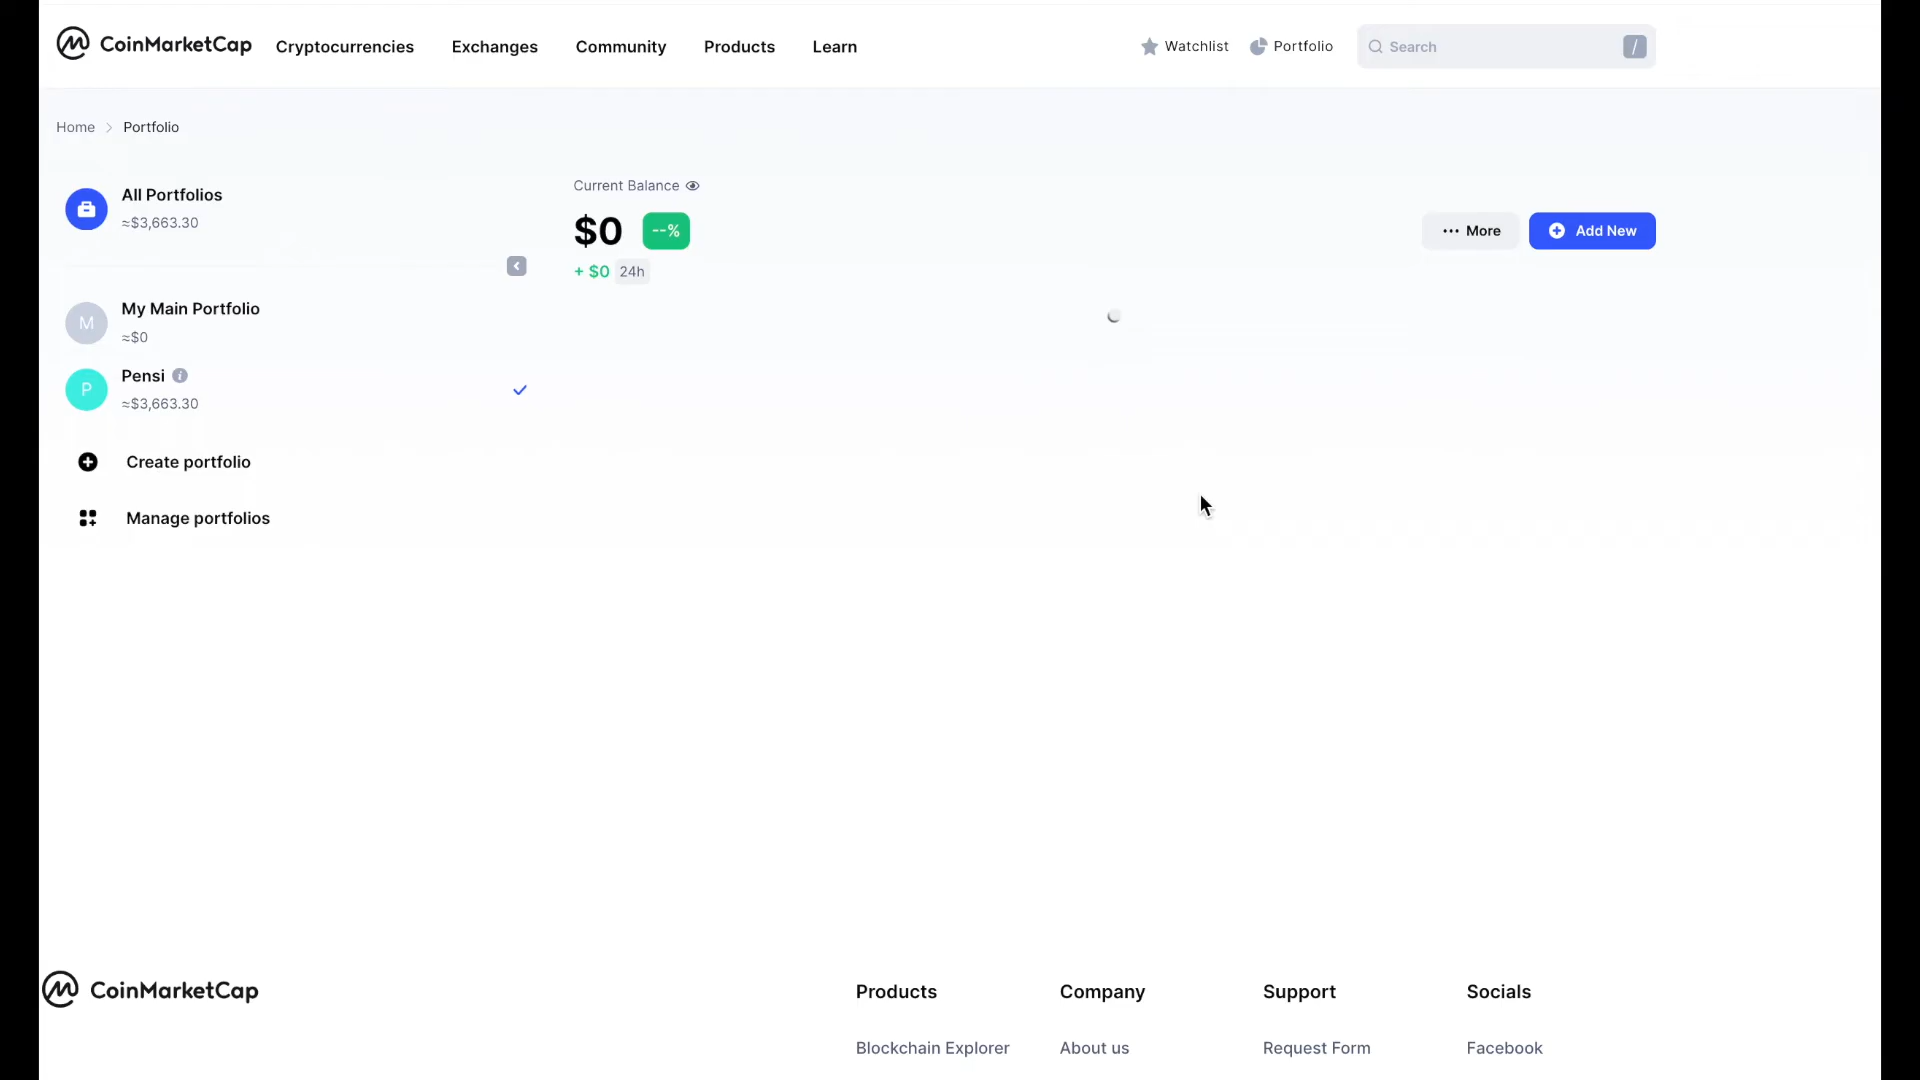 CoinMarketCap Cryptocurrencies Exchanges Community Products Learn Watchlist Portfolio Search /
Home > Portfolio
All Portfolios
≈$3,663.30
My Main Portfolio
M
≈$0
Pensi i
P
≈$3,663.30
Create portfolio
Manage portfolios
Current Balance
$0 --%
+ $0 24h
••• More Add New
CoinMarketCap
Products Company Support Socials
Blockchain Explorer About us Request Form Facebook